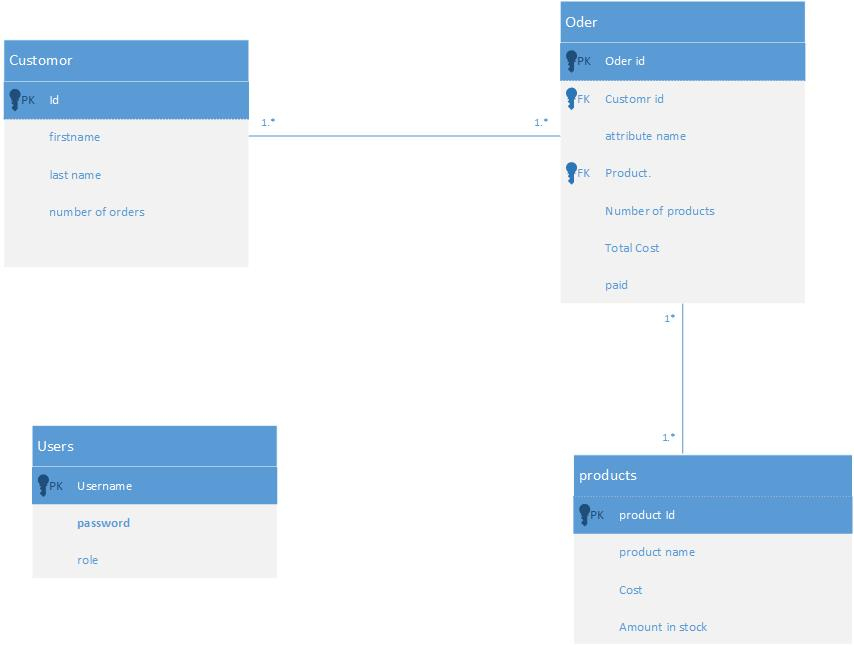 Customor
PK Id
firstname
last name
number of orders
1.*
1.*
Oder
PK Oder id
FK Customr id
attribute name
FK Product.
Number of products
Total Cost
paid
1*
1.*
Users
PK Username
password
role
products
PK product Id
product name
Cost
Amount in stock